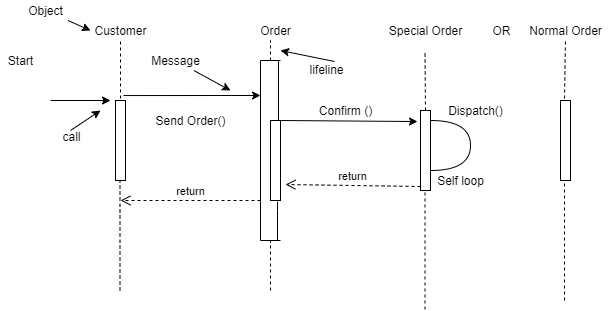 Object
Customer
Order
Special Order
OR
Normal Order
Start
Message
lifeline
call
Send Order()
Confirm ()
Dispatch()
return
return
Self loop